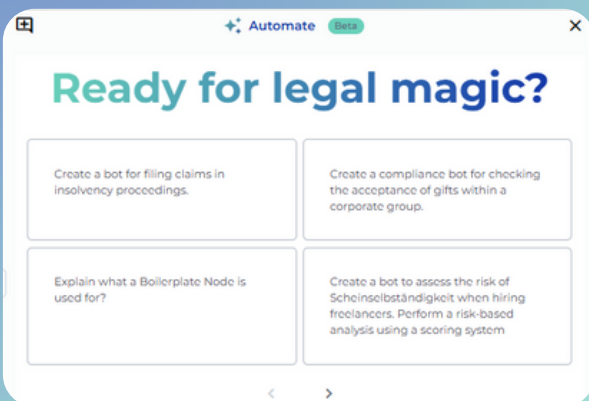 Automate Beta
Ready for legal magic?
Create a bot for filing claims in
insolvency proceedings.
Create a compliance bot for checking
the acceptance of gifts within a
corporate group.
Explain what a Boilerplate Node is
used for?
Create a bot to assess the risk of
Scheinselbständigkeit when hiring
freelancers. Perform a risk-based
analysis using a scoring system